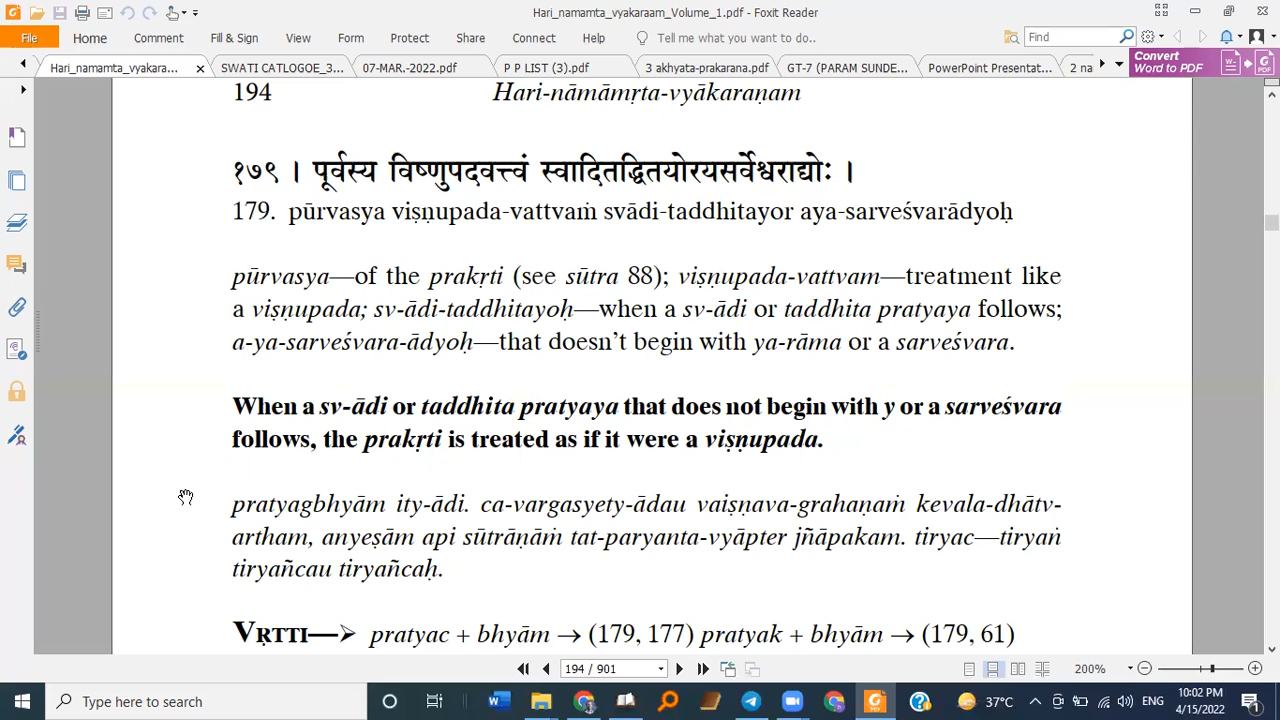 Hari_namamta_vyakaraam_Volume_1.pdf - Foxit Reader
File Home Comment Fill & Sign View Form Protect Share Connect Help Tell me what you want to do... Find
Hari_namamta_vyakara... SWATI CATLOGOE_3... 07-MAR.-2022.pdf P P LIST (3).pdf 3 akhyata-prakarana.pdf GT-7 (PARAM SUNDE... PowerPoint Presentat... 2 na
Convert
Word to PDF
194 Hari-nāmāmṛta-vyākaraṇam
१७९ । पूर्वस्य विष्णुपदवत्त्वं स्वादितद्धितयोरयसर्वेश्वराद्योः ।
179. pūrvasya viṣṇupada-vattvaṁ svādi-taddhitayor aya-sarveśvarādyoḥ
pūrvasya—of the prakṛti (see sūtra 88); viṣṇupada-vattvam—treatment like
a viṣṇupada; sv-ādi-taddhitayoḥ—when a sv-ādi or taddhita pratyaya follows;
a-ya-sarveśvara-ādyoḥ—that doesn’t begin with ya-rāma or a sarveśvara.
When a sv-ādi or taddhita pratyaya that does not begin with y or a sarveśvara
follows, the prakṛti is treated as if it were a viṣṇupada.
pratyagbhyām ity-ādi. ca-vargasyety-ādau vaiṣṇava-grahaṇaṁ kevala-dhātv-
artham, anyeṣām api sūtrāṇāṁ tat-paryanta-vyāpter jñāpakam. tiryac—tiryaṅ
tiryañcau tiryañcaḥ.
VṚTTI—➢ pratyac + bhyām → (179, 177) pratyak + bhyām → (179, 61)
194 / 901 200%
Type here to search 37°C ENG 10:02 PM
4/15/2022